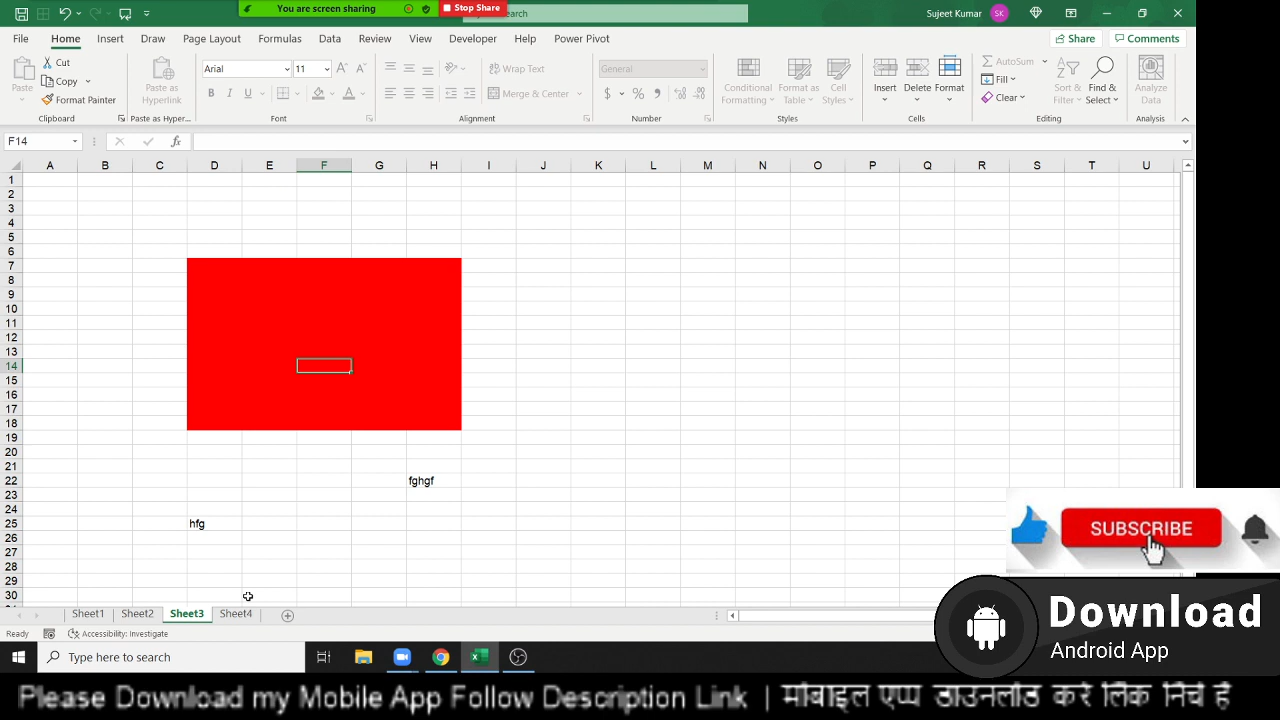 You are screen sharing
Stop Share
Search
Sujeet Kumar
SK
File Home Insert Draw Page Layout Formulas Data Review View Developer Help Power Pivot
Share
Comments
Paste
Cut
Copy
Format Painter
Clipboard
Paste as Hyperlink
Paste as Hyper...
Arial 11
B I U
Font
Wrap Text
Merge & Center
Alignment
General
$ %
Number
Conditional Formatting
Format as Table
Cell Styles
Styles
Insert Delete Format
Cells
AutoSum
Fill
Clear
Sort & Filter
Find & Select
Editing
Analyze Data
Analysis
F14
fx
A B C D E F G H I J K L M N O P Q R S T U
1
2
3
4
5
6
7
8
9
10
11
12
13
14
15
16
17
18
19
20
21
22 fghgf
23
24
25 hfg
26
27
28
29
30
SUBSCRIBE
Sheet1 Sheet2 Sheet3 Sheet4
Ready
Accessibility: Investigate
Download
Android App
Type here to search
Please Download my Mobile App Follow Description Link | मोबाइल एप्प डाउनलोड करे लिंक निचे है